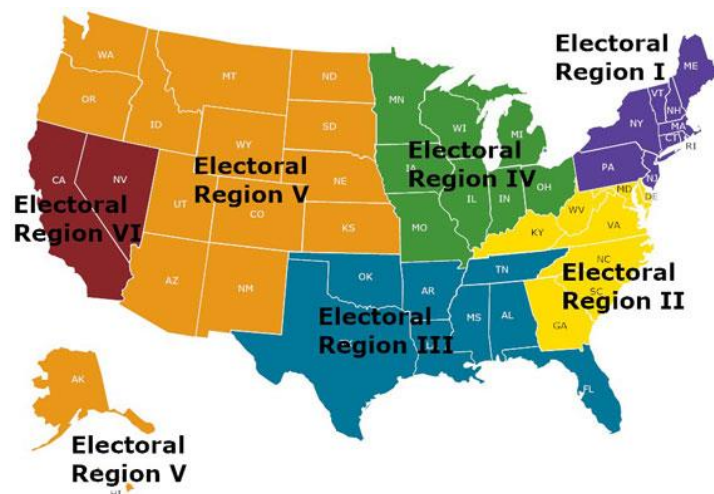 Electoral
Region I
WA
MT
ND
MN
ME
VT
NH
OR
ID
SD
WI
MI
NY
MA
CT
RI
WY
IA
Electoral
Region IV
PA
NJ
Electoral
Region V
NE
OH
MD
DE
CA
NV
UT
CO
KS
MO
IL
IN
WV
VA
KY
Electoral
Region VI
AZ
NM
OK
AR
TN
NC
SC
Electoral
Region II
Electoral
Region III
MS
AL
GA
AK
FL
Electoral
Region V
HI